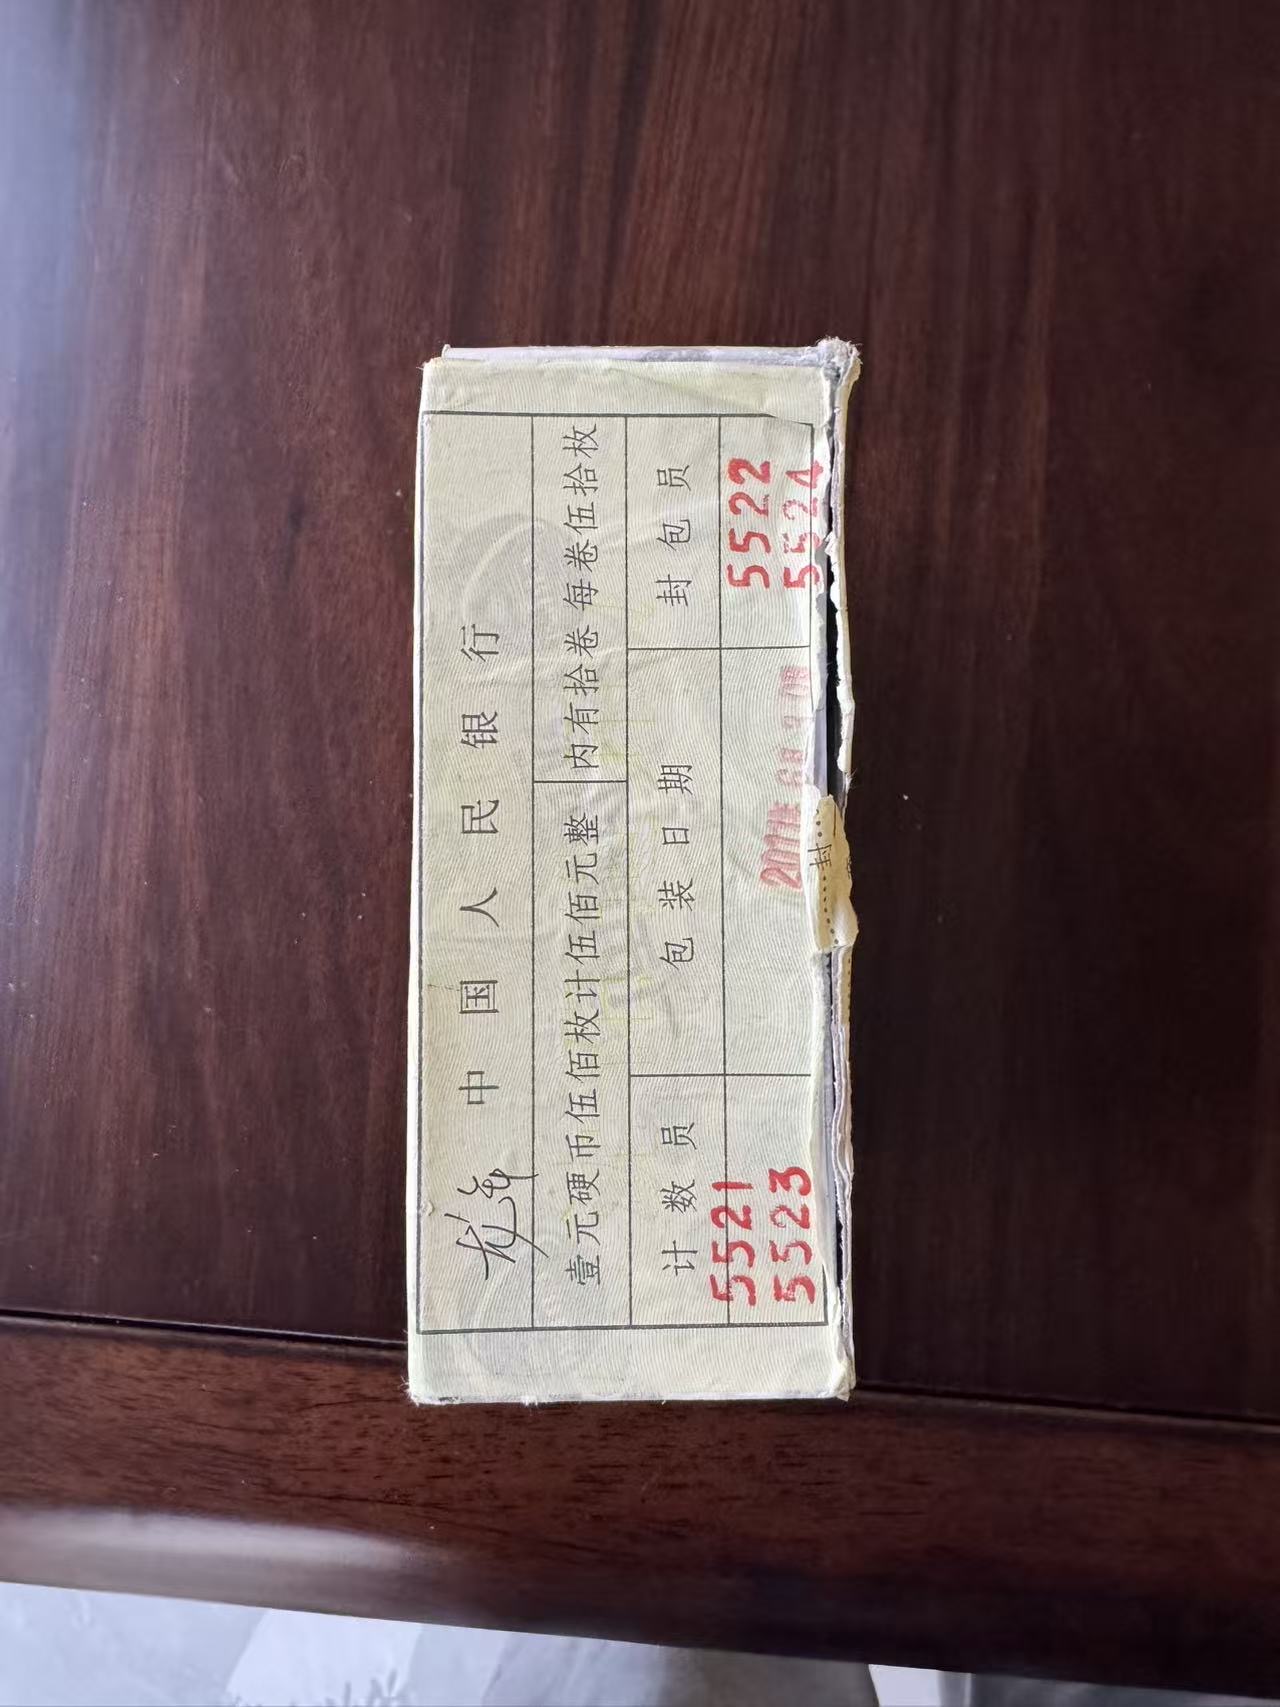 龙年
中国人民银行
壹元硬币伍佰枚计伍佰元整 内有拾卷每卷伍拾枚
计数员 包装日期 封包员
5521 5522
5523 5524
封